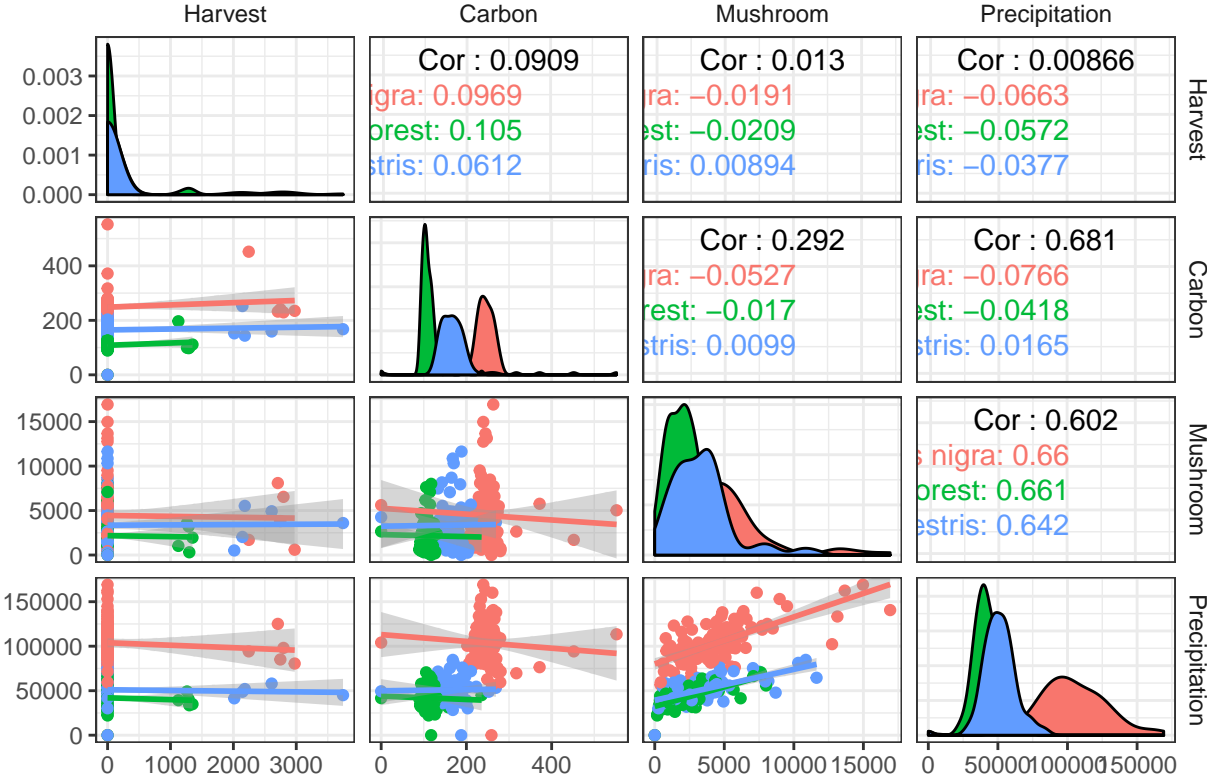 Harvest Carbon Mushroom Precipitation
0.003
0.002
0.001
0.000
Cor : 0.0909
igra: 0.0969
orest: 0.105
stris: 0.0612
Cor : 0.013
gra: −0.0191
est: −0.0209
tris: 0.00894
Cor : 0.00866
ra: −0.0663
est: −0.0572
ris: −0.0377
Harvest
400
200
0
Cor : 0.292
gra: −0.0527
rest: −0.017
stris: 0.0099
Cor : 0.681
gra: −0.0766
est: −0.0418
stris: 0.0165
Carbon
15000
10000
5000
0
Cor : 0.602
s nigra: 0.66
orest: 0.661
estris: 0.642
Mushroom
150000
100000
50000
0
Precipitation
0 1000 2000 3000
0 200 400
0 5000 10000 15000
0 50000 100000 150000